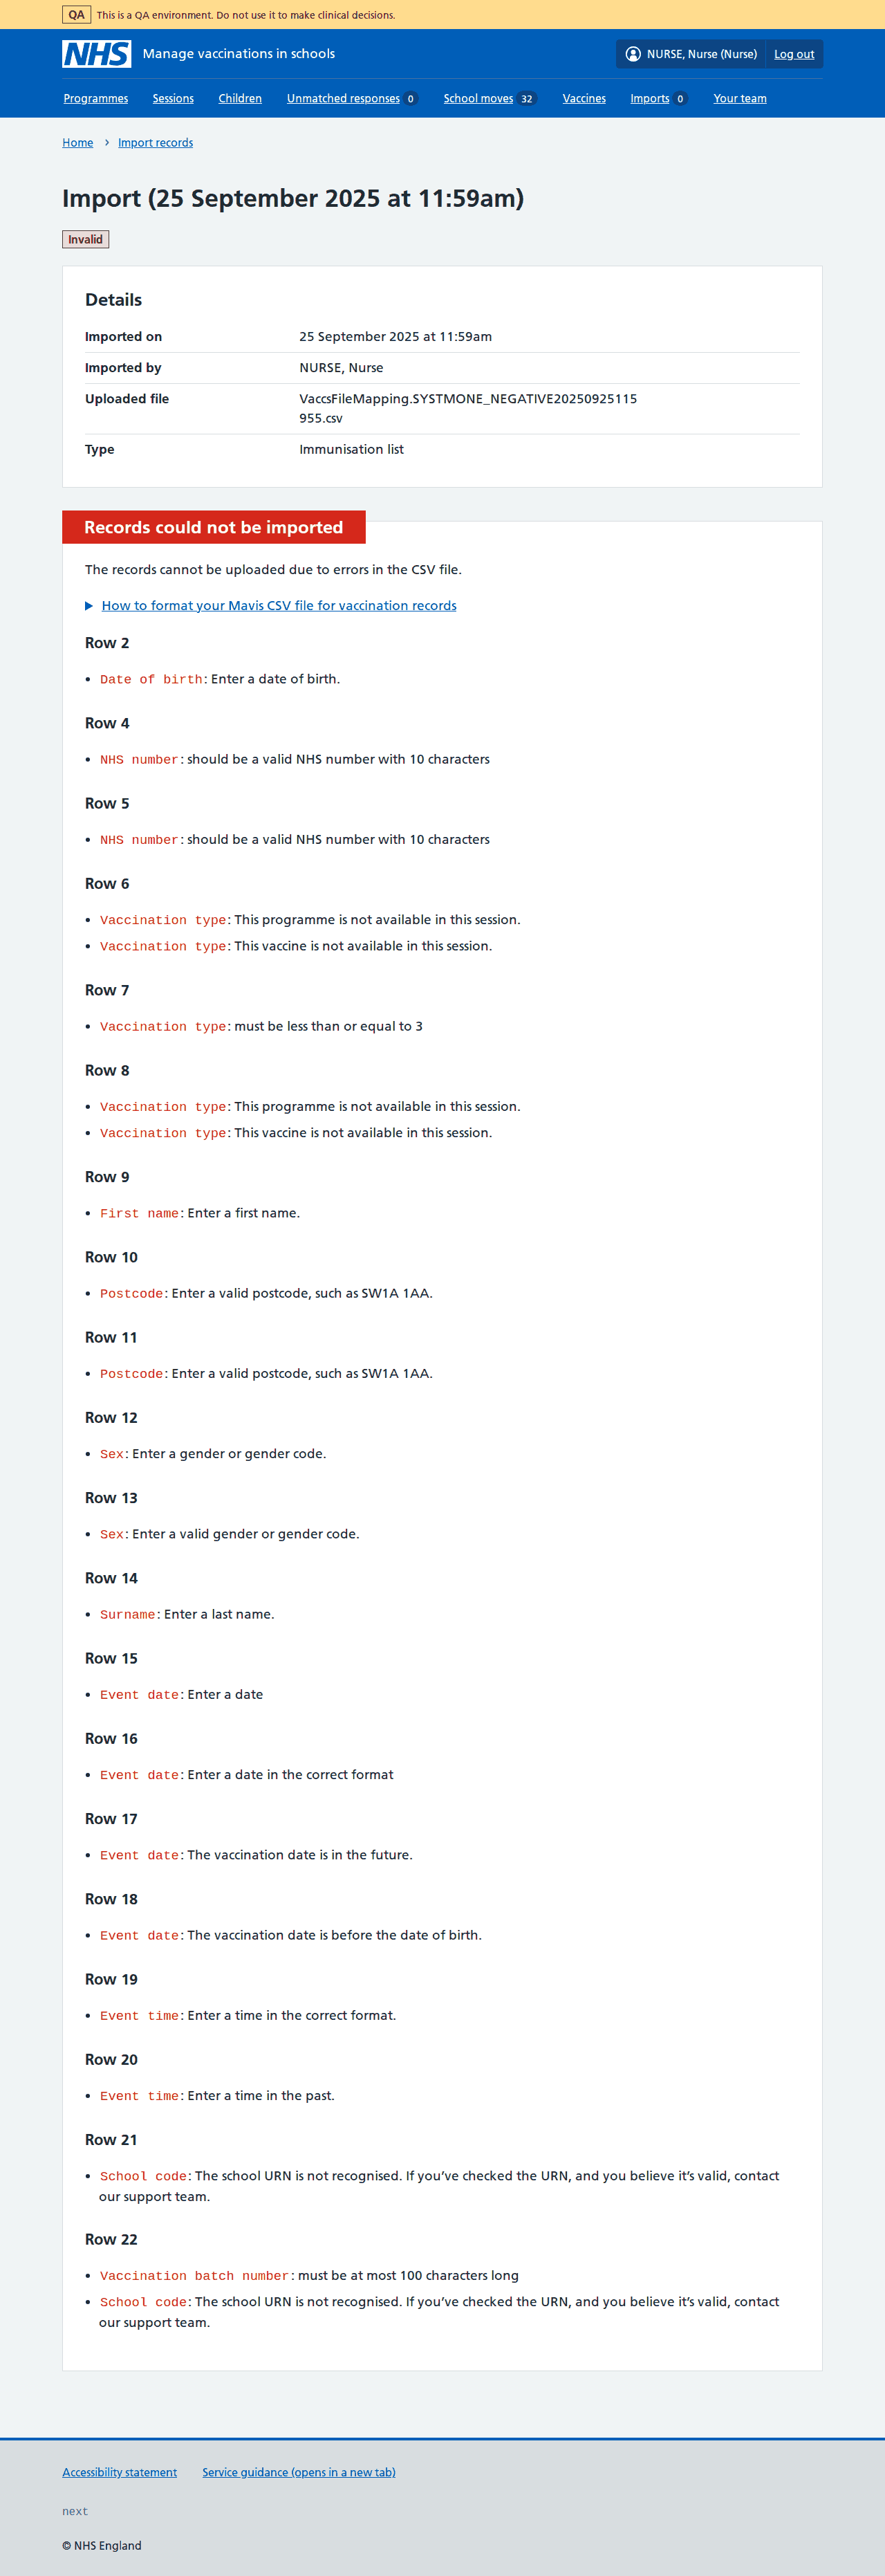 QA This is a QA environment. Do not use it to make clinical decisions.
NHS Manage vaccinations in schools NURSE, Nurse (Nurse) Log out
Programmes Sessions Children Unmatched responses 0 School moves 32 Vaccines Imports 0 Your team
Home › Import records
Import (25 September 2025 at 11:59am)
Invalid
Details
Imported on 25 September 2025 at 11:59am
Imported by NURSE, Nurse
Uploaded file VaccsFileMapping.SYSTMONE_NEGATIVE20250925115
955.csv
Type Immunisation list
Records could not be imported
The records cannot be uploaded due to errors in the CSV file.
How to format your Mavis CSV file for vaccination records
Row 2
• Date of birth: Enter a date of birth.
Row 4
• NHS number: should be a valid NHS number with 10 characters
Row 5
• NHS number: should be a valid NHS number with 10 characters
Row 6
• Vaccination type: This programme is not available in this session.
• Vaccination type: This vaccine is not available in this session.
Row 7
• Vaccination type: must be less than or equal to 3
Row 8
• Vaccination type: This programme is not available in this session.
• Vaccination type: This vaccine is not available in this session.
Row 9
• First name: Enter a first name.
Row 10
• Postcode: Enter a valid postcode, such as SW1A 1AA.
Row 11
• Postcode: Enter a valid postcode, such as SW1A 1AA.
Row 12
• Sex: Enter a gender or gender code.
Row 13
• Sex: Enter a valid gender or gender code.
Row 14
• Surname: Enter a last name.
Row 15
• Event date: Enter a date
Row 16
• Event date: Enter a date in the correct format
Row 17
• Event date: The vaccination date is in the future.
Row 18
• Event date: The vaccination date is before the date of birth.
Row 19
• Event time: Enter a time in the correct format.
Row 20
• Event time: Enter a time in the past.
Row 21
• School code: The school URN is not recognised. If you’ve checked the URN, and you believe it’s valid, contact
our support team.
Row 22
• Vaccination batch number: must be at most 100 characters long
• School code: The school URN is not recognised. If you’ve checked the URN, and you believe it’s valid, contact
our support team.
Accessibility statement Service guidance (opens in a new tab)
next
© NHS England